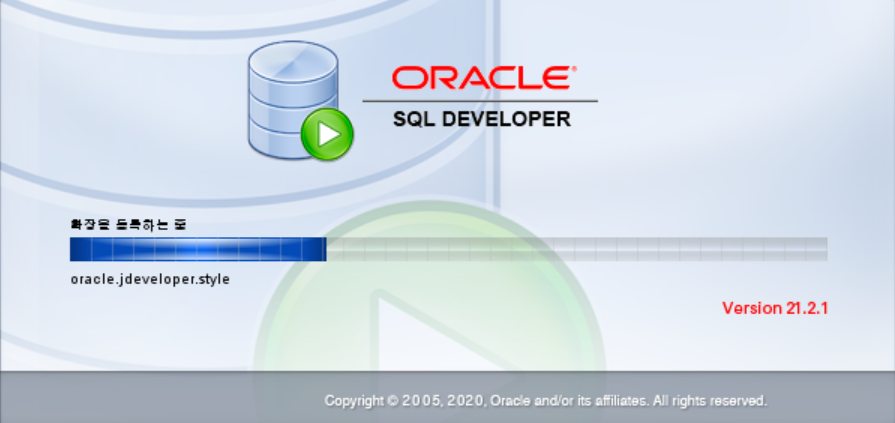 ORACLE®
SQL DEVELOPER
확장을 등록하는 중
oracle.jdeveloper.style
Version 21.2.1
Copyright © 2005, 2020, Oracle and/or its affiliates. All rights reserved.